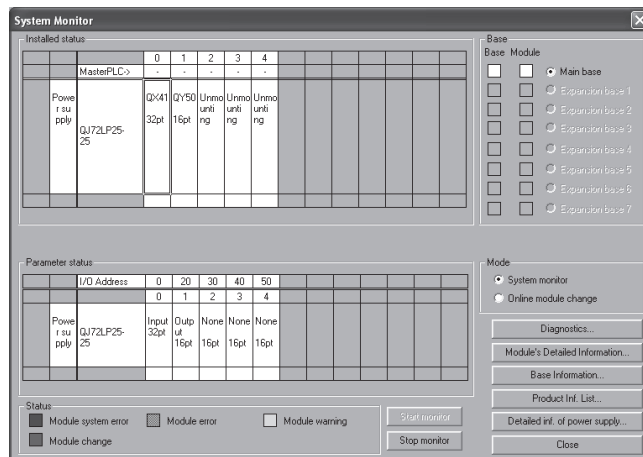 System Monitor
Installed status
0 1 2 3 4
MasterPLC-> - - - - -
Powe
r su
pply
QJ72LP25-
25
QX41
32pt
QY50
16pt
Unmo
unti
ng
Unmo
unti
ng
Unmo
unti
ng
Base
Base Module
Main base
Expansion base 1
Expansion base 2
Expansion base 3
Expansion base 4
Expansion base 5
Expansion base 6
Expansion base 7
Parameter status
I/O Address 0 20 30 40 50
0 1 2 3 4
Powe
r su
pply
QJ72LP25-
25
Input
32pt
Outp
ut
16pt
None
16pt
None
16pt
None
16pt
Mode
System monitor
Online module change
Diagnostics...
Module's Detailed Information...
Base Information...
Product Inf. List...
Detailed inf. of power supply...
Close
Status
Module system error
Module error
Module warning
Module change
Start monitor
Stop monitor